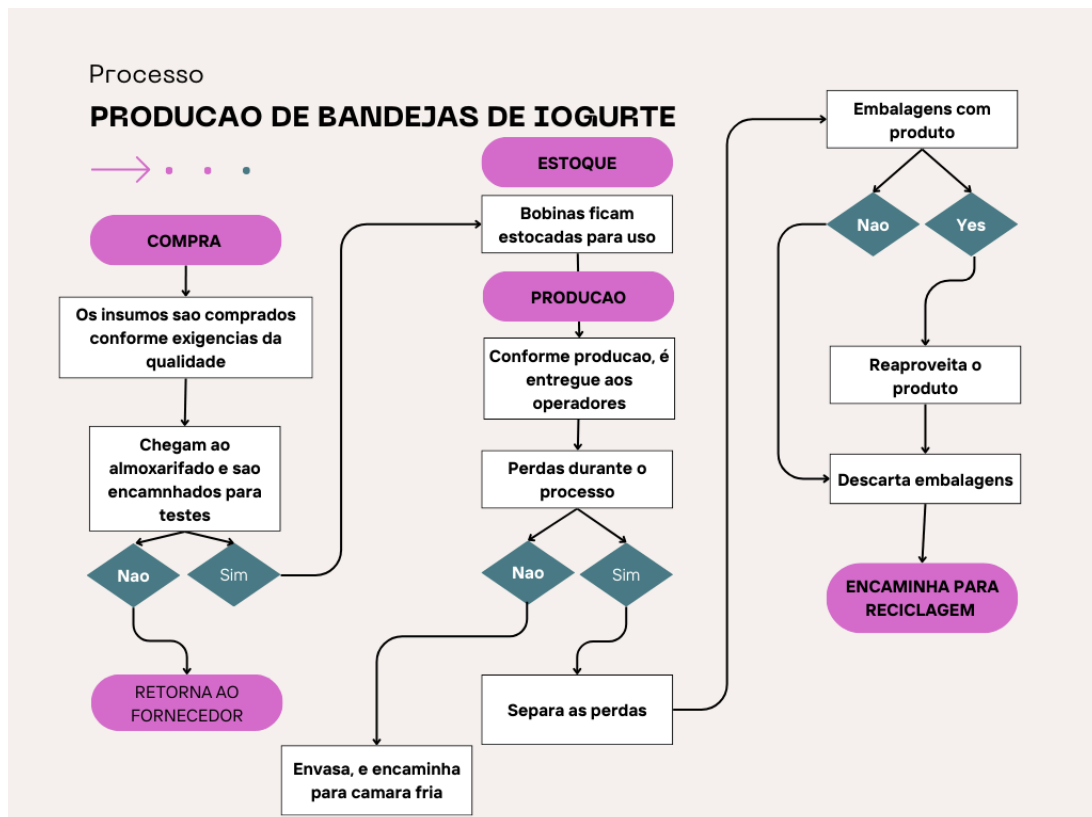 Processo
PRODUCAO DE BANDEJAS DE IOGURTE
COMPRA
Os insumos sao comprados
conforme exigencias da
qualidade
Chegam ao
almoxarifado e sao
encamnhados para
testes
Nao
Sim
RETORNA AO
FORNECEDOR
ESTOQUE
Bobinas ficam
estocadas para uso
PRODUCAO
Conforme producao, é
entregue aos
operadores
Perdas durante o
processo
Nao
Sim
Envasa, e encaminha
para camara fria
Separa as perdas
Embalagens com
produto
Nao
Yes
Reaproveita o
produto
Descarta embalagens
ENCAMINHA PARA
RECICLAGEM